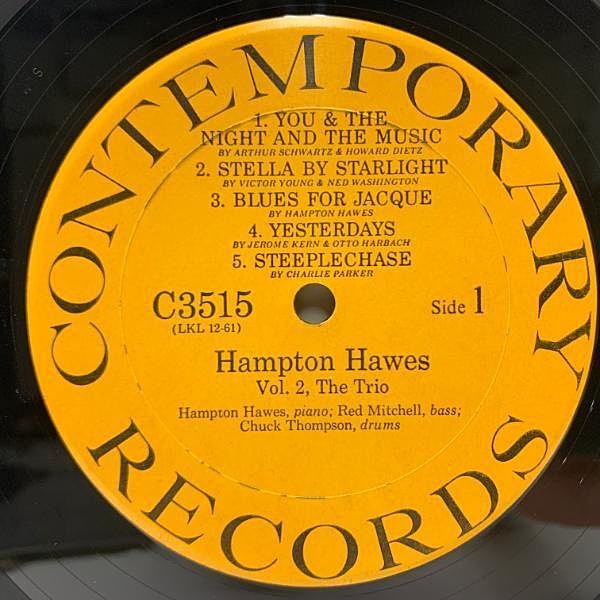 CONTEMPORARY
1. YOU & THE
NIGHT AND THE MUSIC
BY ARTHUR SCHWARTZ & HOWARD DIETZ
2. STELLA BY STARLIGHT
BY VICTOR YOUNG & NED WASHINGTON
3. BLUES FOR JACQUE
BY HAMPTON HAWES
4. YESTERDAYS
BY JEROME KERN & OTTO HARBACH
5. STEEPLECHASE
BY CHARLIE PARKER
C3515
Side 1
(LKL 12-61)
Hampton Hawes
Vol. 2, The Trio
Hampton Hawes, piano; Red Mitchell, bass;
Chuck Thompson, drums
RECORDS